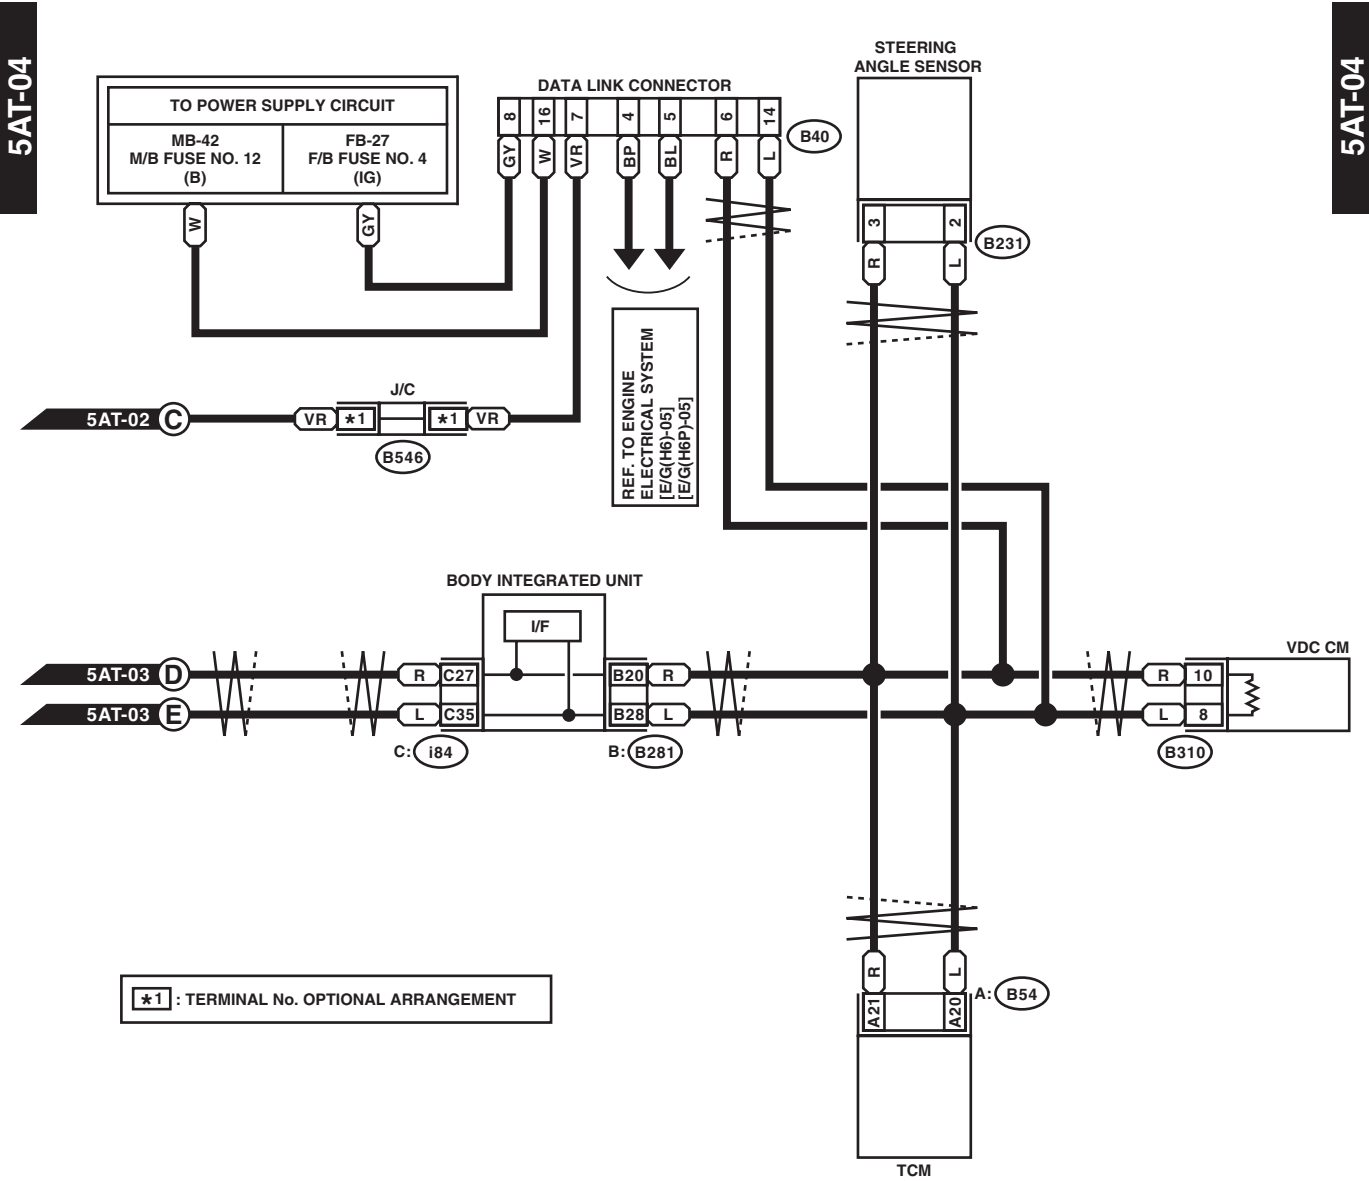 5AT-04
5AT-04
STEERING
ANGLE SENSOR
DATA LINK CONNECTOR
TO POWER SUPPLY CIRCUIT
MB-42
M/B FUSE NO. 12
(B)
FB-27
F/B FUSE NO. 4
(IG)
8 16 7 4 5 6 14
B40
GY W VR BP BL R L
W GY
3 2
B231
R L
REF. TO ENGINE
ELECTRICAL SYSTEM
[E/G(H6)-05]
[E/G(H6P)-05]
J/C
5AT-02 C VR *1 *1 VR
B546
BODY INTEGRATED UNIT
I/F
VDC CM
5AT-03 D R C27 B20 R R 10
5AT-03 E L C35 B28 L L 8
C: i84
B: B281
B310
R L
A21 A20
A: B54
*1 : TERMINAL No. OPTIONAL ARRANGEMENT
TCM